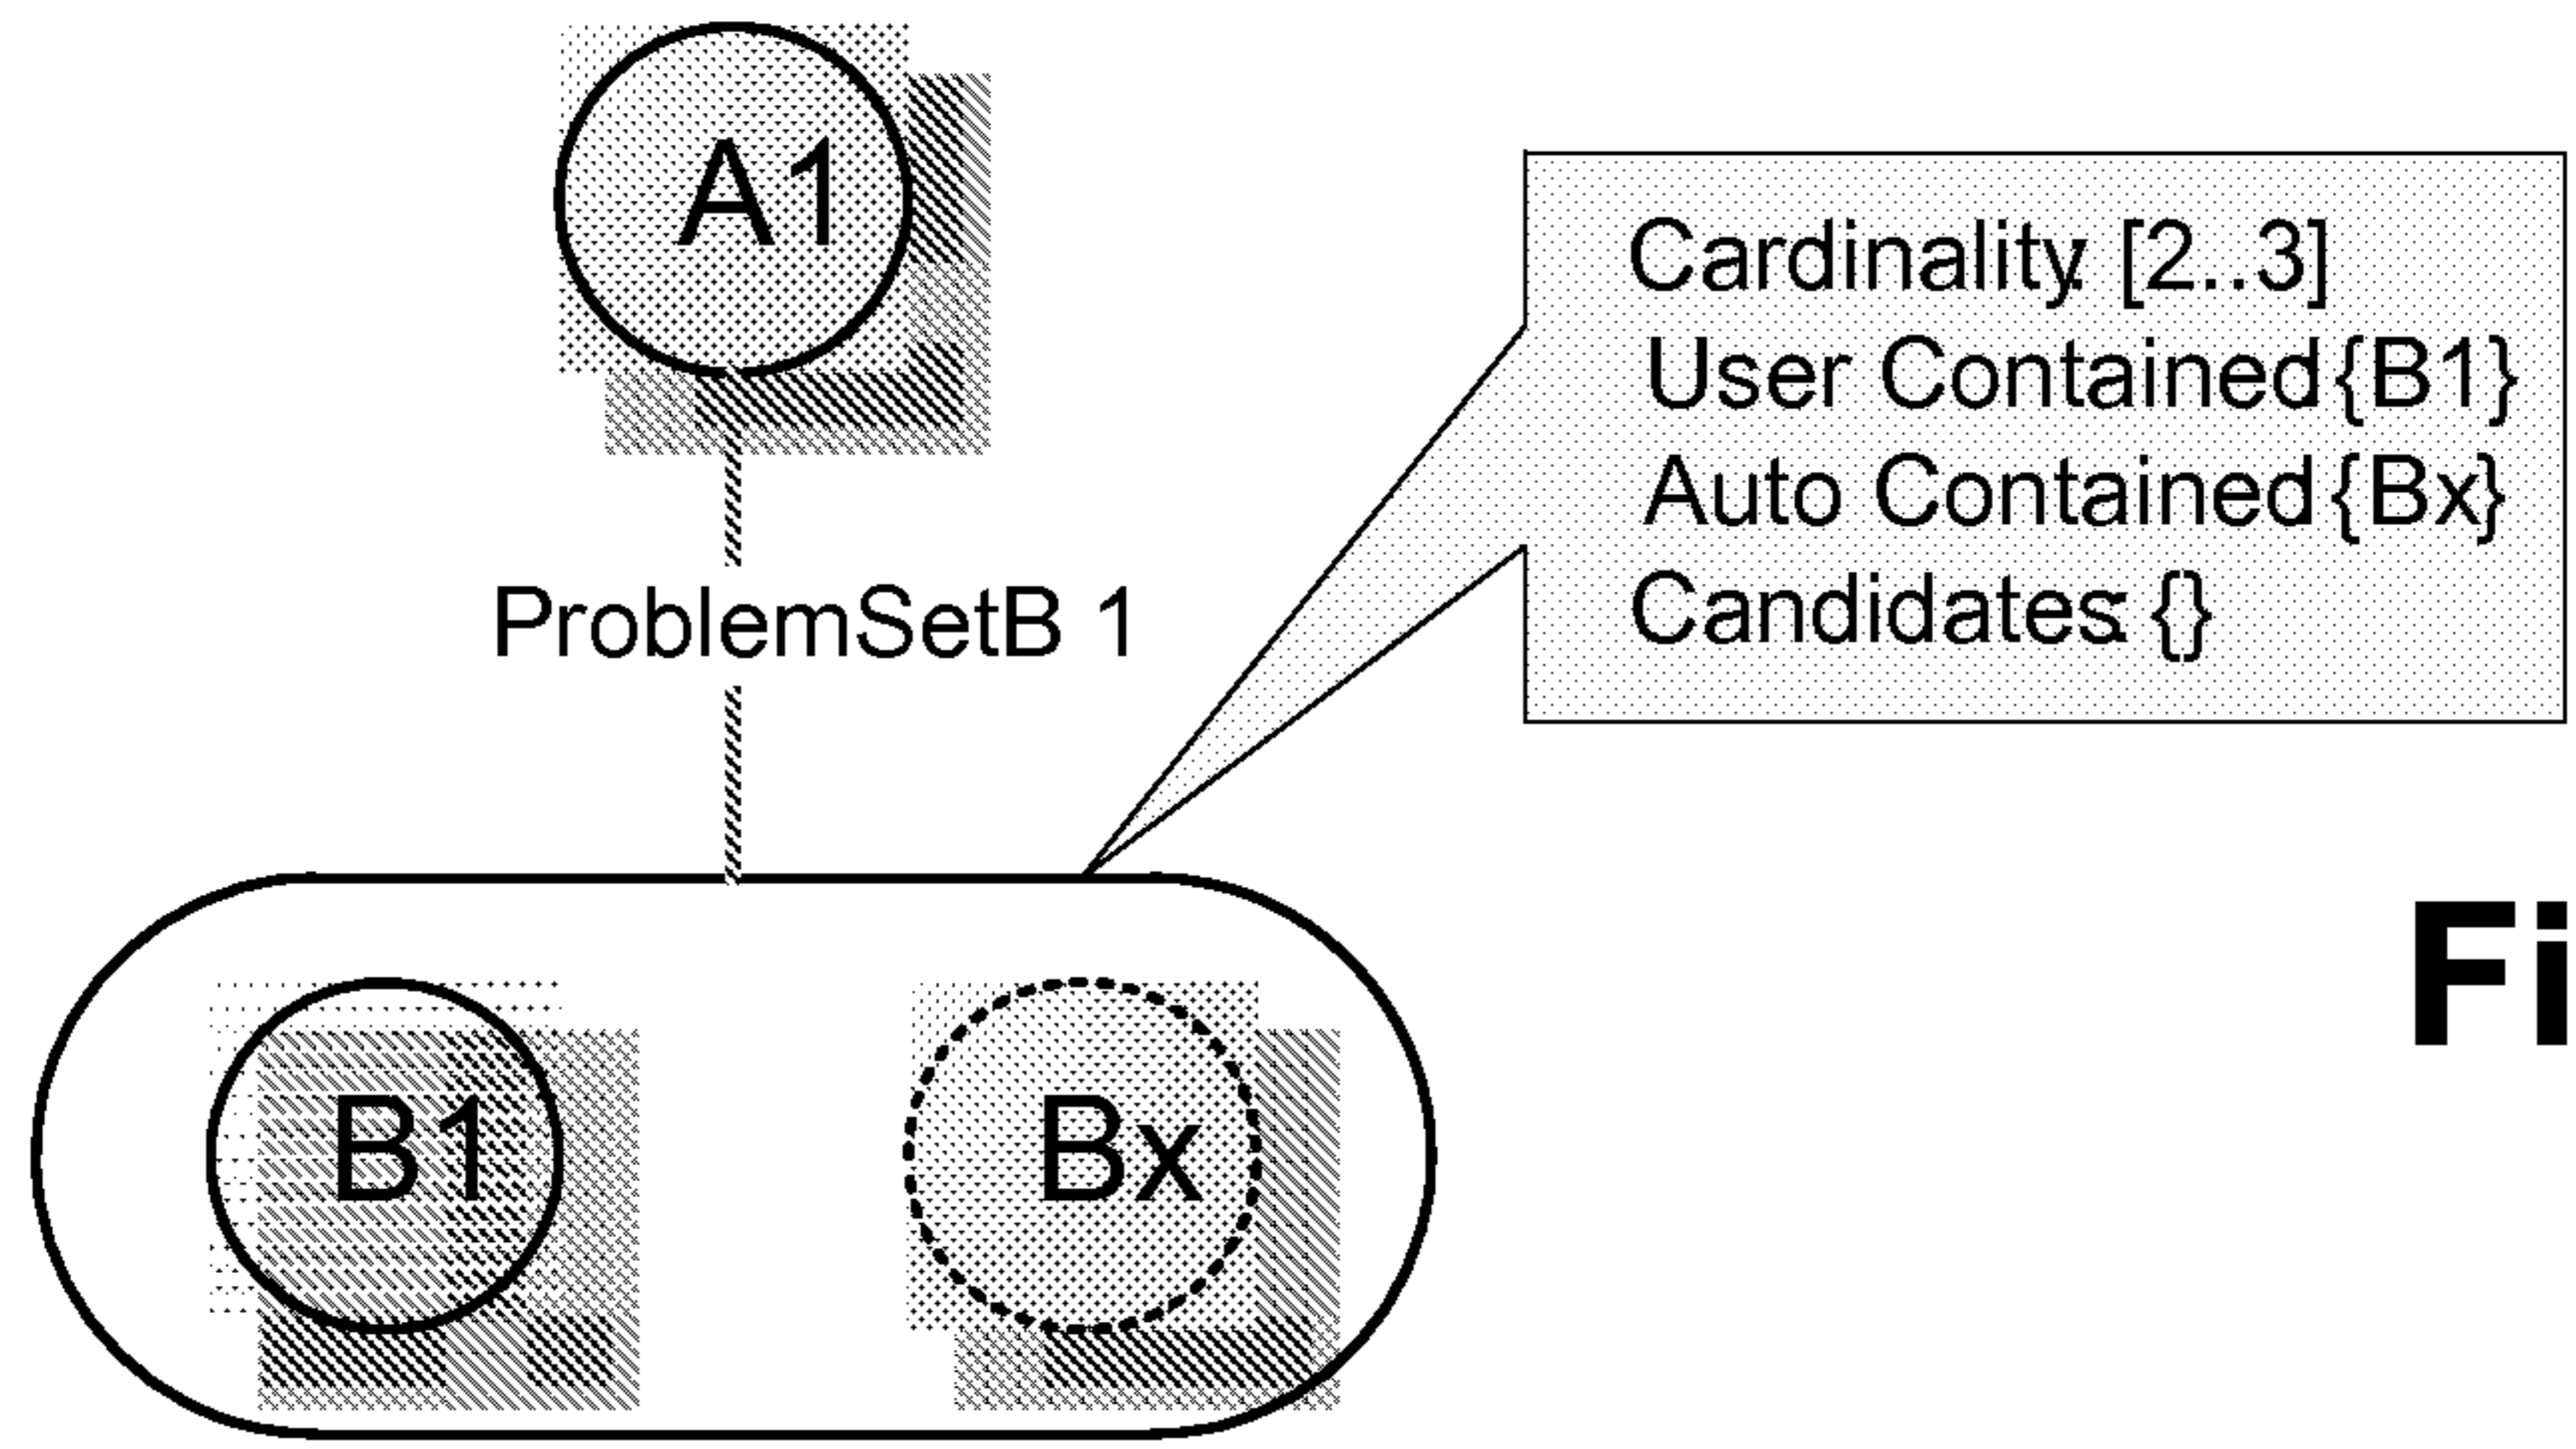 A1
Cardinality: [2..3]
User Contained {B1}
Auto Contained {Bx}
Candidates: {}
ProblemSetB 1
Fi
B1
Bx